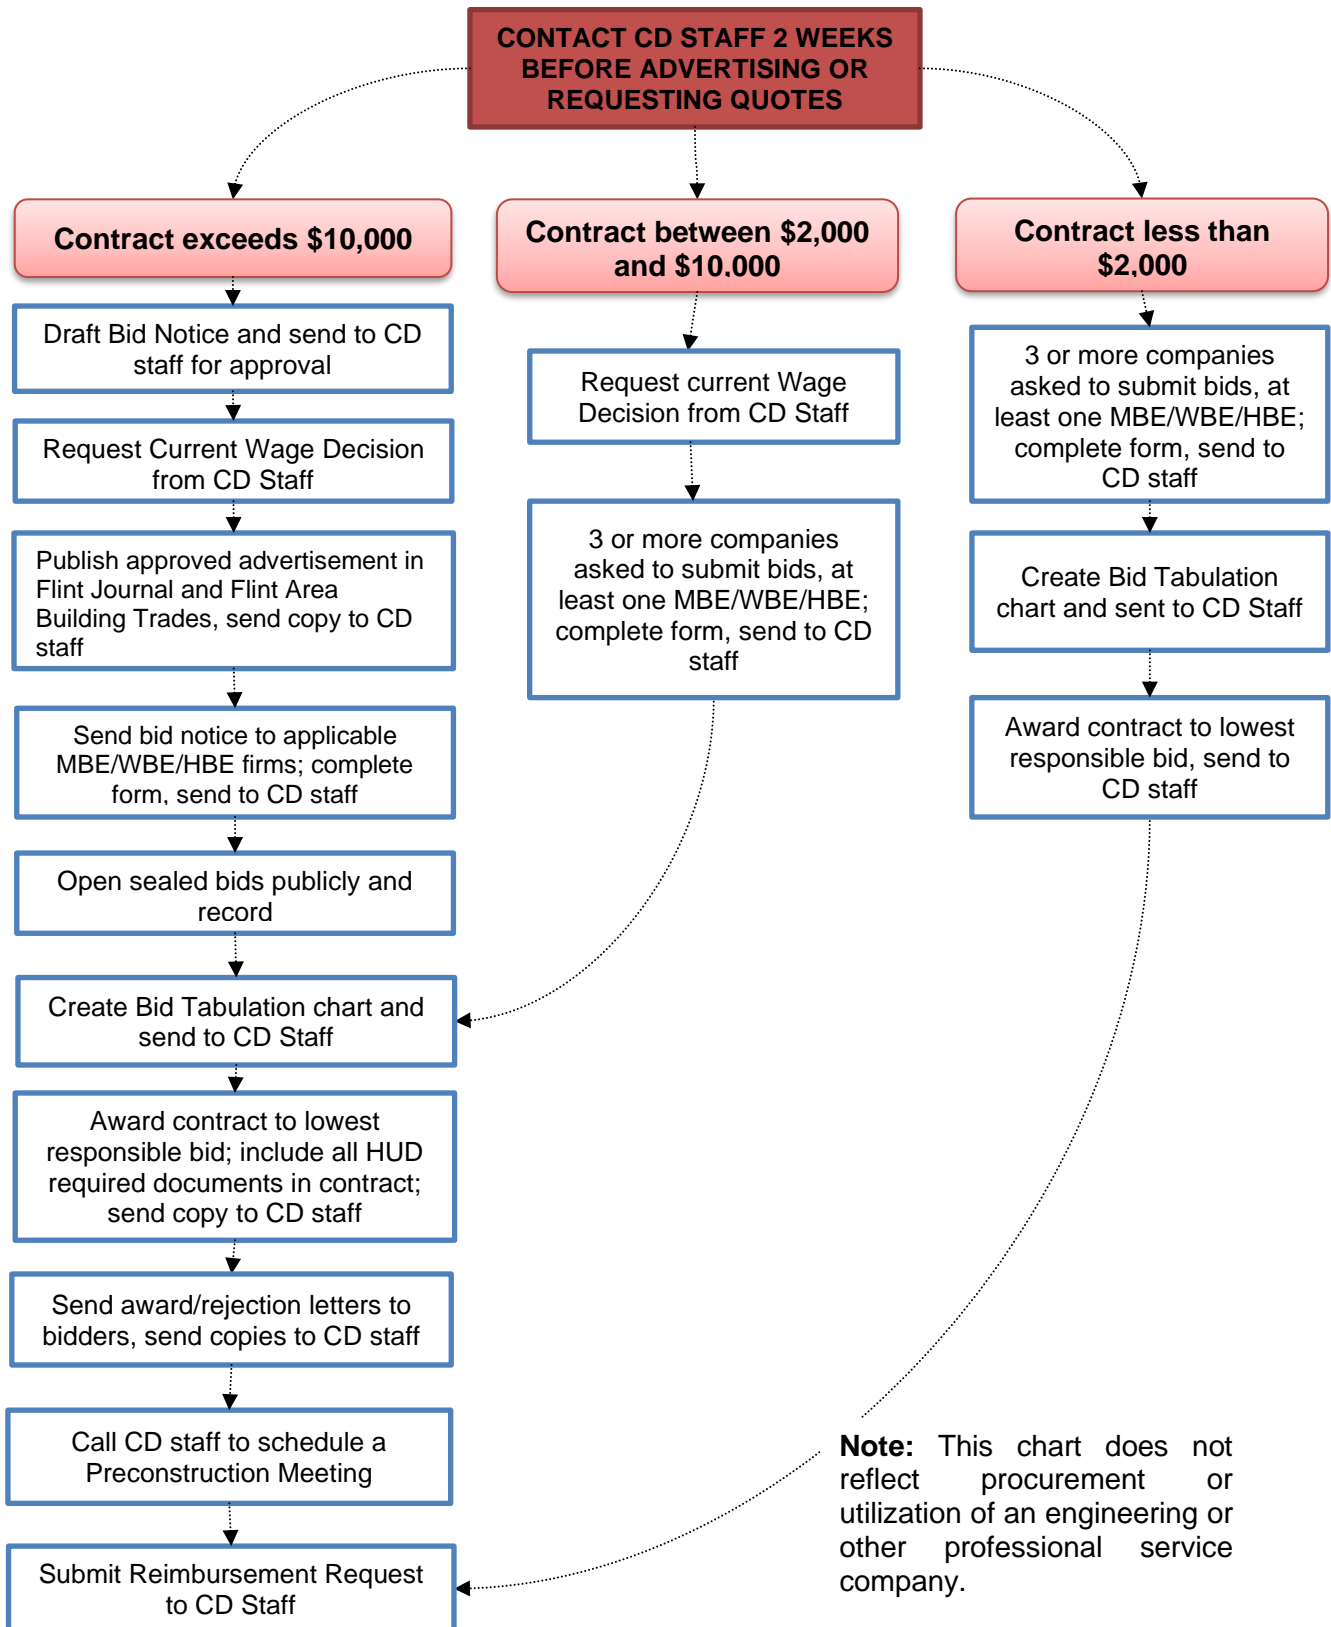 CONTACT CD STAFF 2 WEEKS
BEFORE ADVERTISING OR
REQUESTING QUOTES
Contract exceeds $10,000
Draft Bid Notice and send to CD
staff for approval
Request Current Wage Decision
from CD Staff
Publish approved advertisement in
Flint Journal and Flint Area
Building Trades, send copy to CD
staff
Send bid notice to applicable
MBE/WBE/HBE firms; complete
form, send to CD staff
Open sealed bids publicly and
record
Create Bid Tabulation chart and
send to CD Staff
Award contract to lowest
responsible bid; include all HUD
required documents in contract;
send copy to CD staff
Send award/rejection letters to
bidders, send copies to CD staff
Call CD staff to schedule a
Preconstruction Meeting
Submit Reimbursement Request
to CD Staff
Contract between $2,000
and $10,000
Request current Wage
Decision from CD Staff
3 or more companies
asked to submit bids, at
least one MBE/WBE/HBE;
complete form, send to CD
staff
Contract less than
$2,000
3 or more companies
asked to submit bids, at
least one MBE/WBE/HBE;
complete form, send to
CD staff
Create Bid Tabulation
chart and sent to CD Staff
Award contract to lowest
responsible bid, send to
CD staff
Note: This chart does not
reflect procurement or
utilization of an engineering or
other professional service
company.